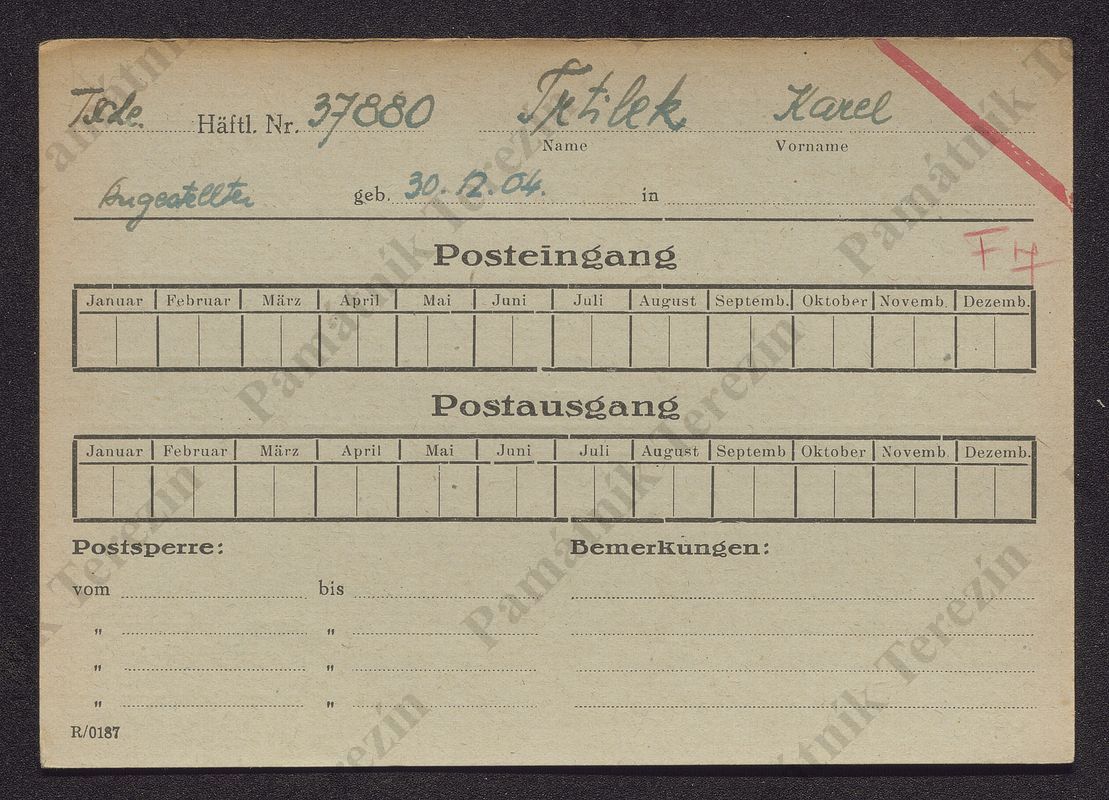 Tsche. Häftl. Nr. 37880 Trtilek Karel
Name Vorname
Angestellter geb. 30.12.04. in
F 17
Posteingang
Januar Februar März April Mai Juni Juli August Septemb. Oktober Novemb. Dezemb.
Postausgang
Januar Februar März April Mai Juni Juli August Septemb Oktober Novemb. Dezemb.
Postsperre: Bemerkungen:
vom bis
" "
" "
" "
R/0187
Památník Terezín